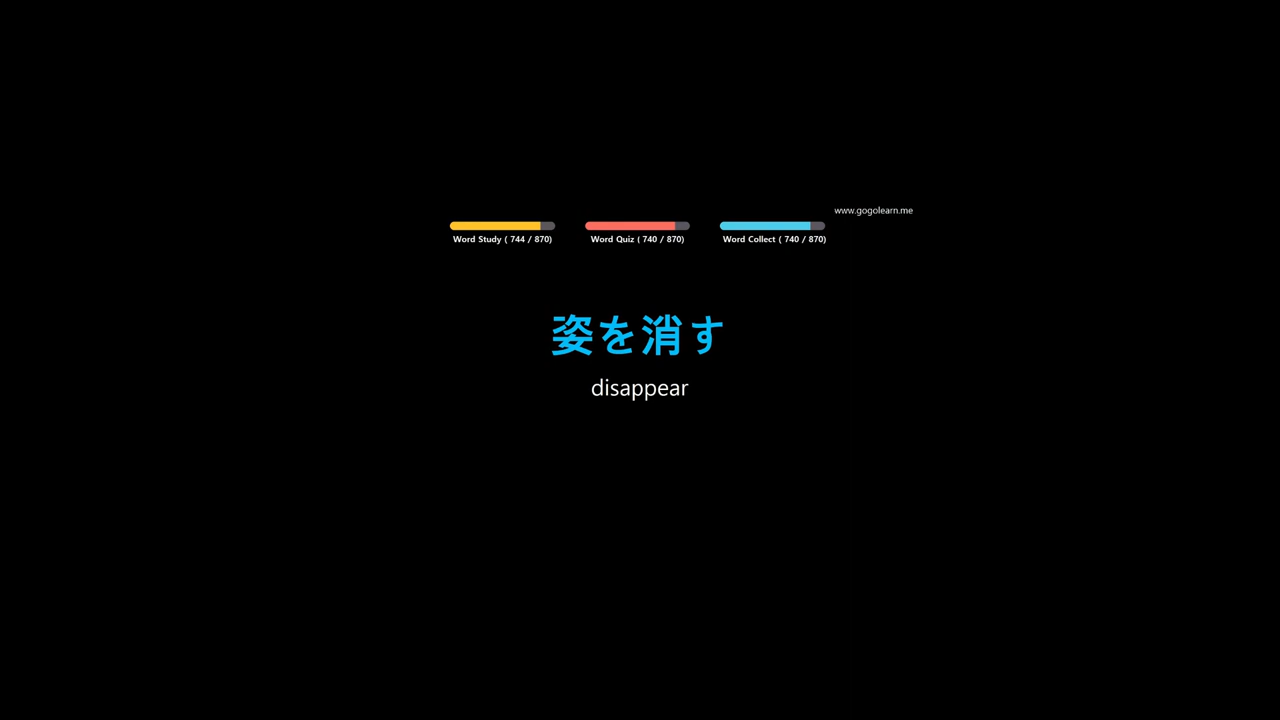 www.gogolearn.me
Word Study ( 744 / 870)
Word Quiz ( 740 / 870)
Word Collect ( 740 / 870)
姿を消す
disappear